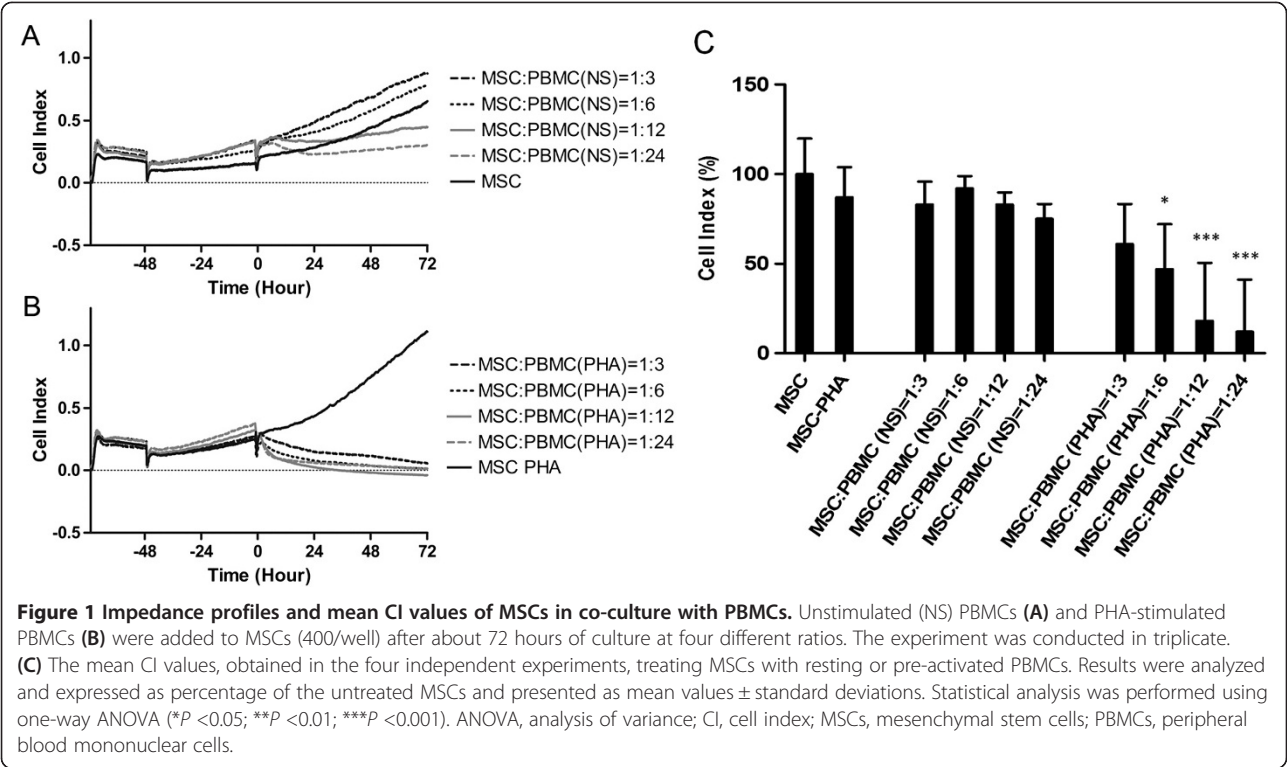 A
1.0
0.5
0.0
-0.5
Cell Index
-48
-24
0
24
48
72
Time (Hour)
MSC:PBMC(NS)=1:3
MSC:PBMC(NS)=1:6
MSC:PBMC(NS)=1:12
MSC:PBMC(NS)=1:24
MSC
B
1.0
0.5
0.0
-0.5
Cell Index
-48
-24
0
24
48
72
Time (Hour)
MSC:PBMC(PHA)=1:3
MSC:PBMC(PHA)=1:6
MSC:PBMC(PHA)=1:12
MSC:PBMC(PHA)=1:24
MSC PHA
C
150
100
50
0
Cell Index (%)
*
***
***
MSC
MSC-PHA
MSC:PBMC (NS)=1:3
MSC:PBMC (NS)=1:6
MSC:PBMC (NS)=1:12
MSC:PBMC (NS)=1:24
MSC:PBMC (PHA)=1:3
MSC:PBMC (PHA)=1:6
MSC:PBMC (PHA)=1:12
MSC:PBMC (PHA)=1:24
Figure 1 Impedance profiles and mean CI values of MSCs in co-culture with PBMCs. Unstimulated (NS) PBMCs (A) and PHA-stimulated
PBMCs (B) were added to MSCs (400/well) after about 72 hours of culture at four different ratios. The experiment was conducted in triplicate.
(C) The mean CI values, obtained in the four independent experiments, treating MSCs with resting or pre-activated PBMCs. Results were analyzed
and expressed as percentage of the untreated MSCs and presented as mean values ± standard deviations. Statistical analysis was performed using
one-way ANOVA (*P <0.05; **P <0.01; ***P <0.001). ANOVA, analysis of variance; CI, cell index; MSCs, mesenchymal stem cells; PBMCs, peripheral
blood mononuclear cells.